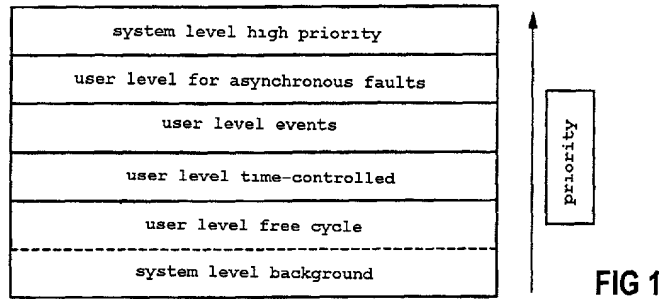 system level high priority
user level for asynchronous faults
user level events
user level time-controlled
user level free cycle
system level background
priority
FIG 1